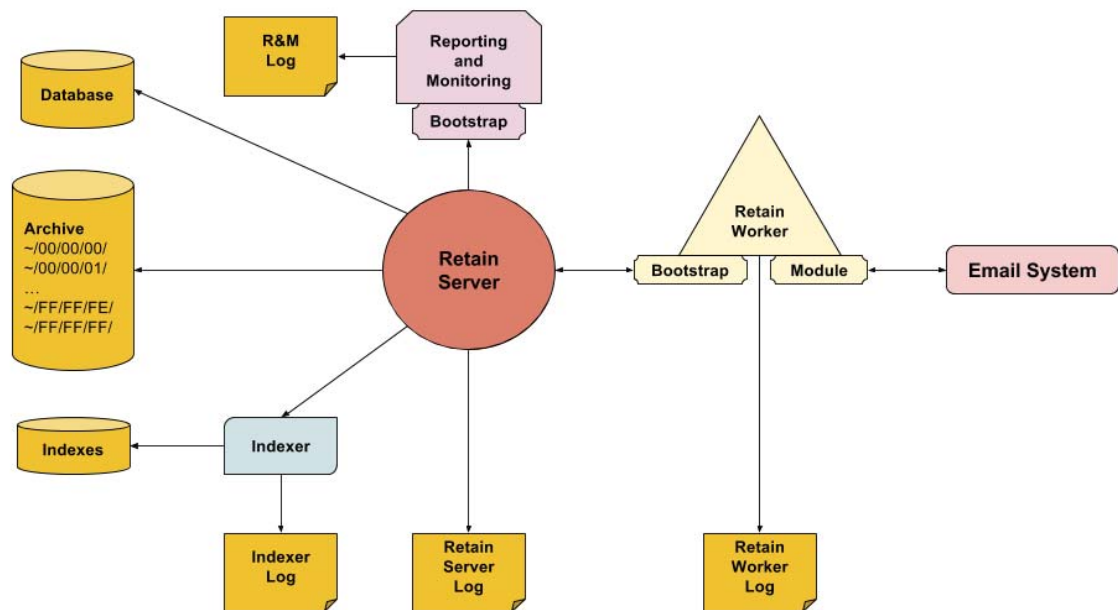 R&M
Log
Reporting
and
Monitoring
Bootstrap
Database
Archive
~/00/00/00/
~/00/00/01/
...
~/FF/FF/FE/
~/FF/FF/FF/
Retain
Server
Retain
Worker
Bootstrap
Module
Email System
Indexes
Indexer
Indexer
Log
Retain
Server
Log
Retain
Worker
Log